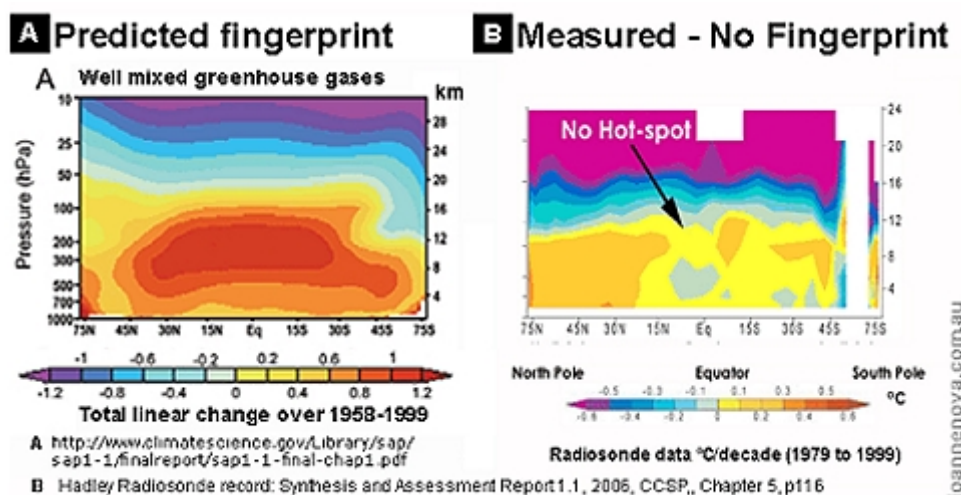 A Predicted fingerprint
A Well mixed greenhouse gases
km
Pressure (hPa)
10
25
50
100
200
300
500
700
1000
28
24
20
16
12
8
4
75N 45N 30N 15N Eq 15S 30S 45S 75S
-1 -0.6 -0.2 0.2 0.6 1
-1.2 -0.8 -0.4 0 0.4 0.8 1.2
Total linear change over 1958-1999
A http://www.climatescience.gov/Library/sap/
sap1-1/finalreport/sap1-1-final-chap1.pdf
B Measured - No Fingerprint
No Hot-spot
24
20
16
12
8
4
75N 45N 30N 15N Eq 15S 30S 45S 75S
North Pole Equator South Pole
-0.5 -0.3 -0.1 0.1 0.3 0.5
°C
-0.6 -3.4 -0.2 0 0.2 0.4 0.6
Radiosonde data °C/decade (1979 to 1999)
B Hadley Radiosonde record: Synthesis and Assessment Report1.1, 2006, CCSP,, Chapter 5, p116
joannenova.com.au